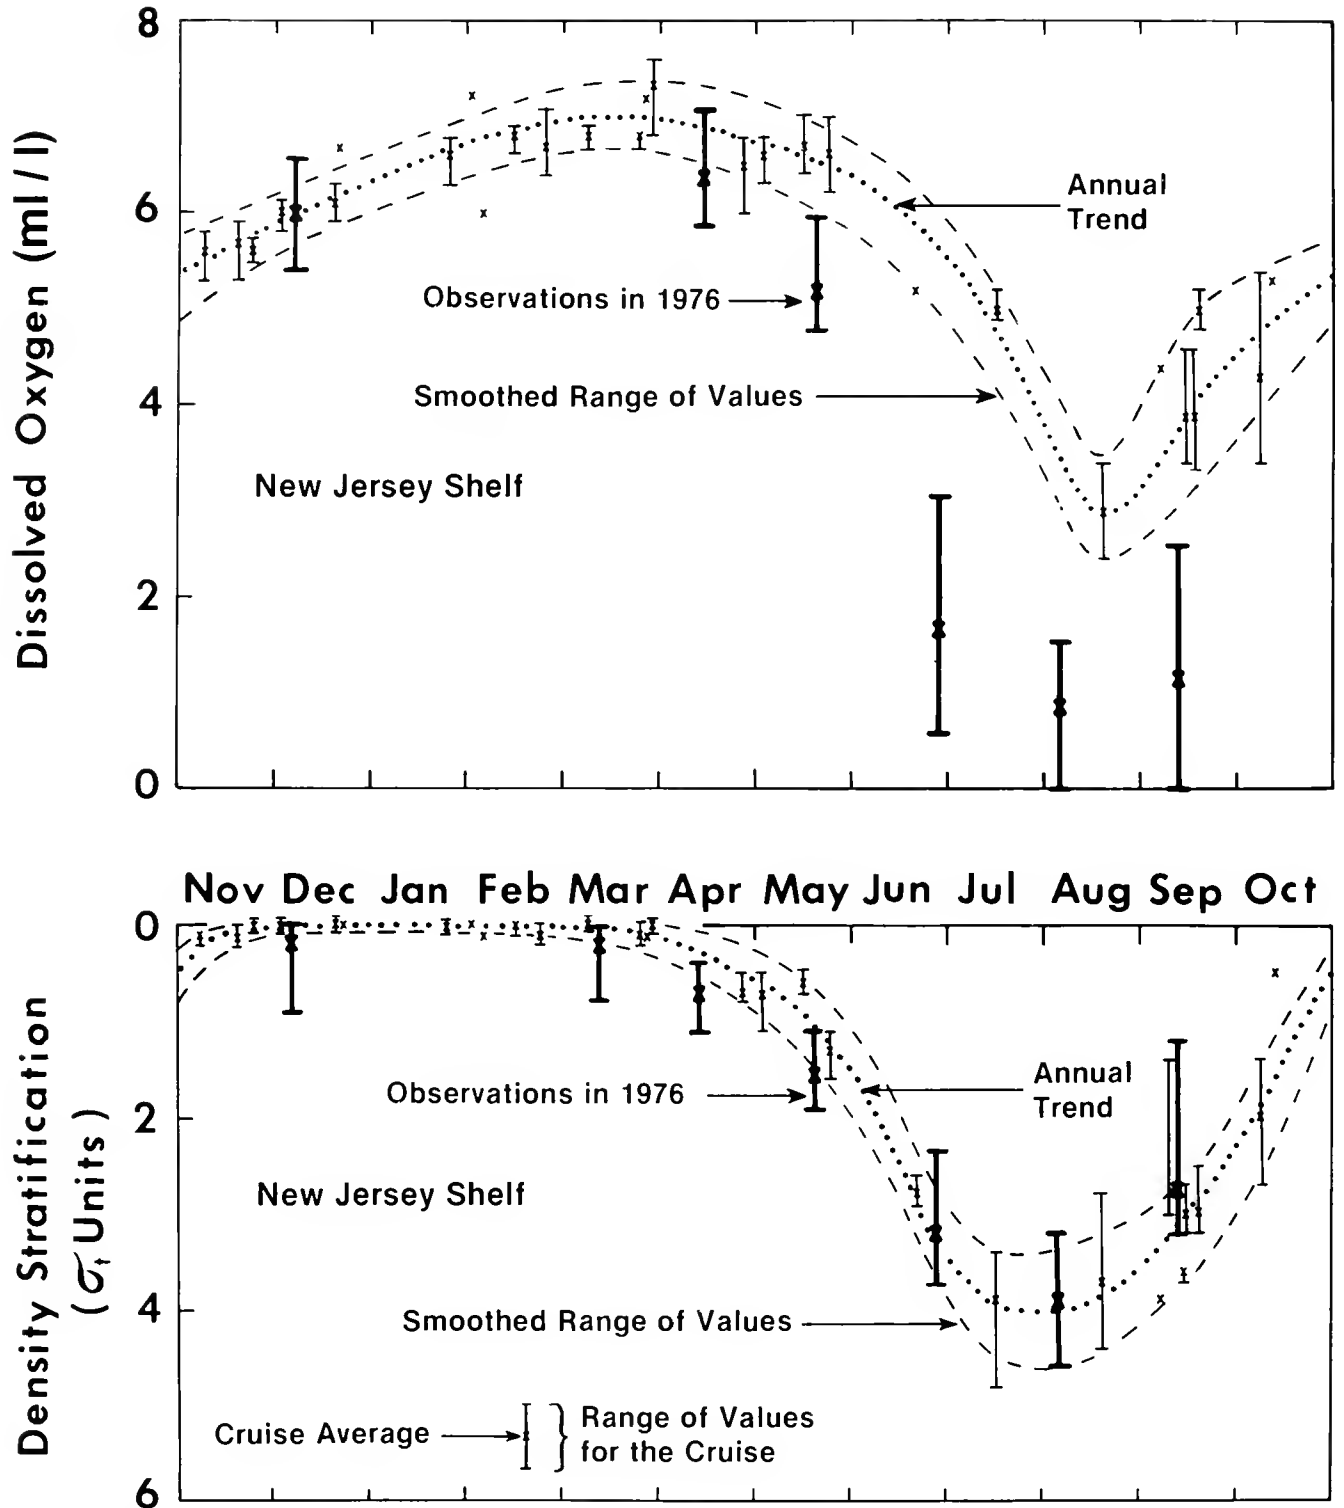 Dissolved Oxygen (ml / l)
8
6
4
2
0
Annual
Trend
Observations in 1976
Smoothed Range of Values
New Jersey Shelf
Nov Dec Jan Feb Mar Apr May Jun Jul Aug Sep Oct
Density Stratification
(σt Units)
0
2
4
6
Observations in 1976
Annual
Trend
New Jersey Shelf
Smoothed Range of Values
Cruise Average
Range of Values
for the Cruise